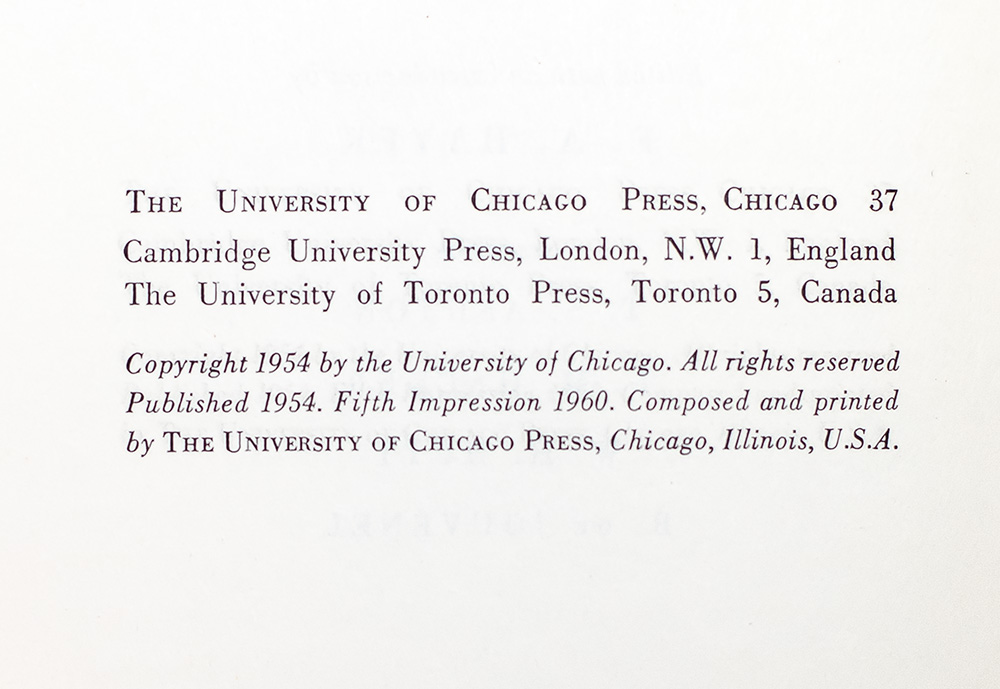 THE UNIVERSITY OF CHICAGO PRESS, CHICAGO 37
Cambridge University Press, London, N.W. 1, England
The University of Toronto Press, Toronto 5, Canada
Copyright 1954 by the University of Chicago. All rights reserved
Published 1954. Fifth Impression 1960. Composed and printed
by THE UNIVERSITY OF CHICAGO PRESS, Chicago, Illinois, U.S.A.